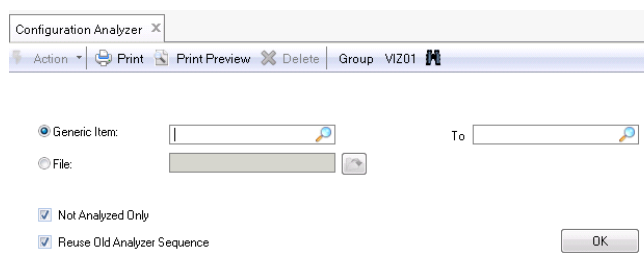 Configuration Analyzer
Action Print Print Preview Delete Group VIZ01
Generic Item: To
File:
Not Analyzed Only
Reuse Old Analyzer Sequence
OK